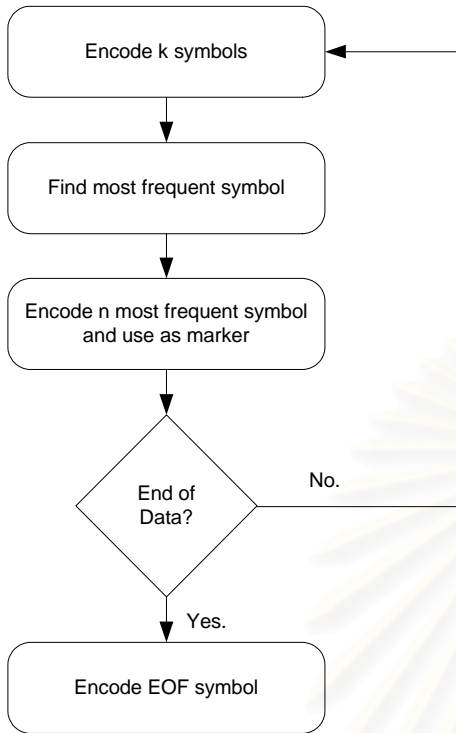 Encode k symbols
Find most frequent symbol
Encode n most frequent symbol
and use as marker
End of
Data?
No.
Yes.
Encode EOF symbol